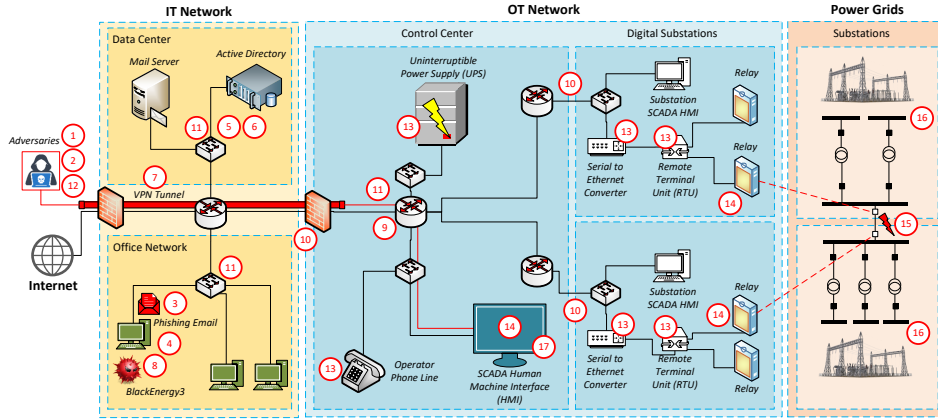 IT Network
OT Network
Power Grids
Data Center
Control Center
Digital Substations
Substations
Mail Server
Active Directory
Uninterruptible
Power Supply (UPS)
Substation
SCADA HMI
Relay
Serial to
Ethernet
Converter
Remote
Terminal
Unit (RTU)
Relay
Adversaries
1
2
12
11
5
6
7
VPN Tunnel
13
10
13
13
14
16
11
9
10
15
Internet
Office Network
11
3
Phishing Email
4
8
BlackEnergy3
13
Operator
Phone Line
14
17
SCADA Human
Machine Interface
(HMI)
10
Substation
SCADA HMI
13
13
14
Relay
Serial to
Ethernet
Converter
Remote
Terminal
Unit (RTU)
Relay
16